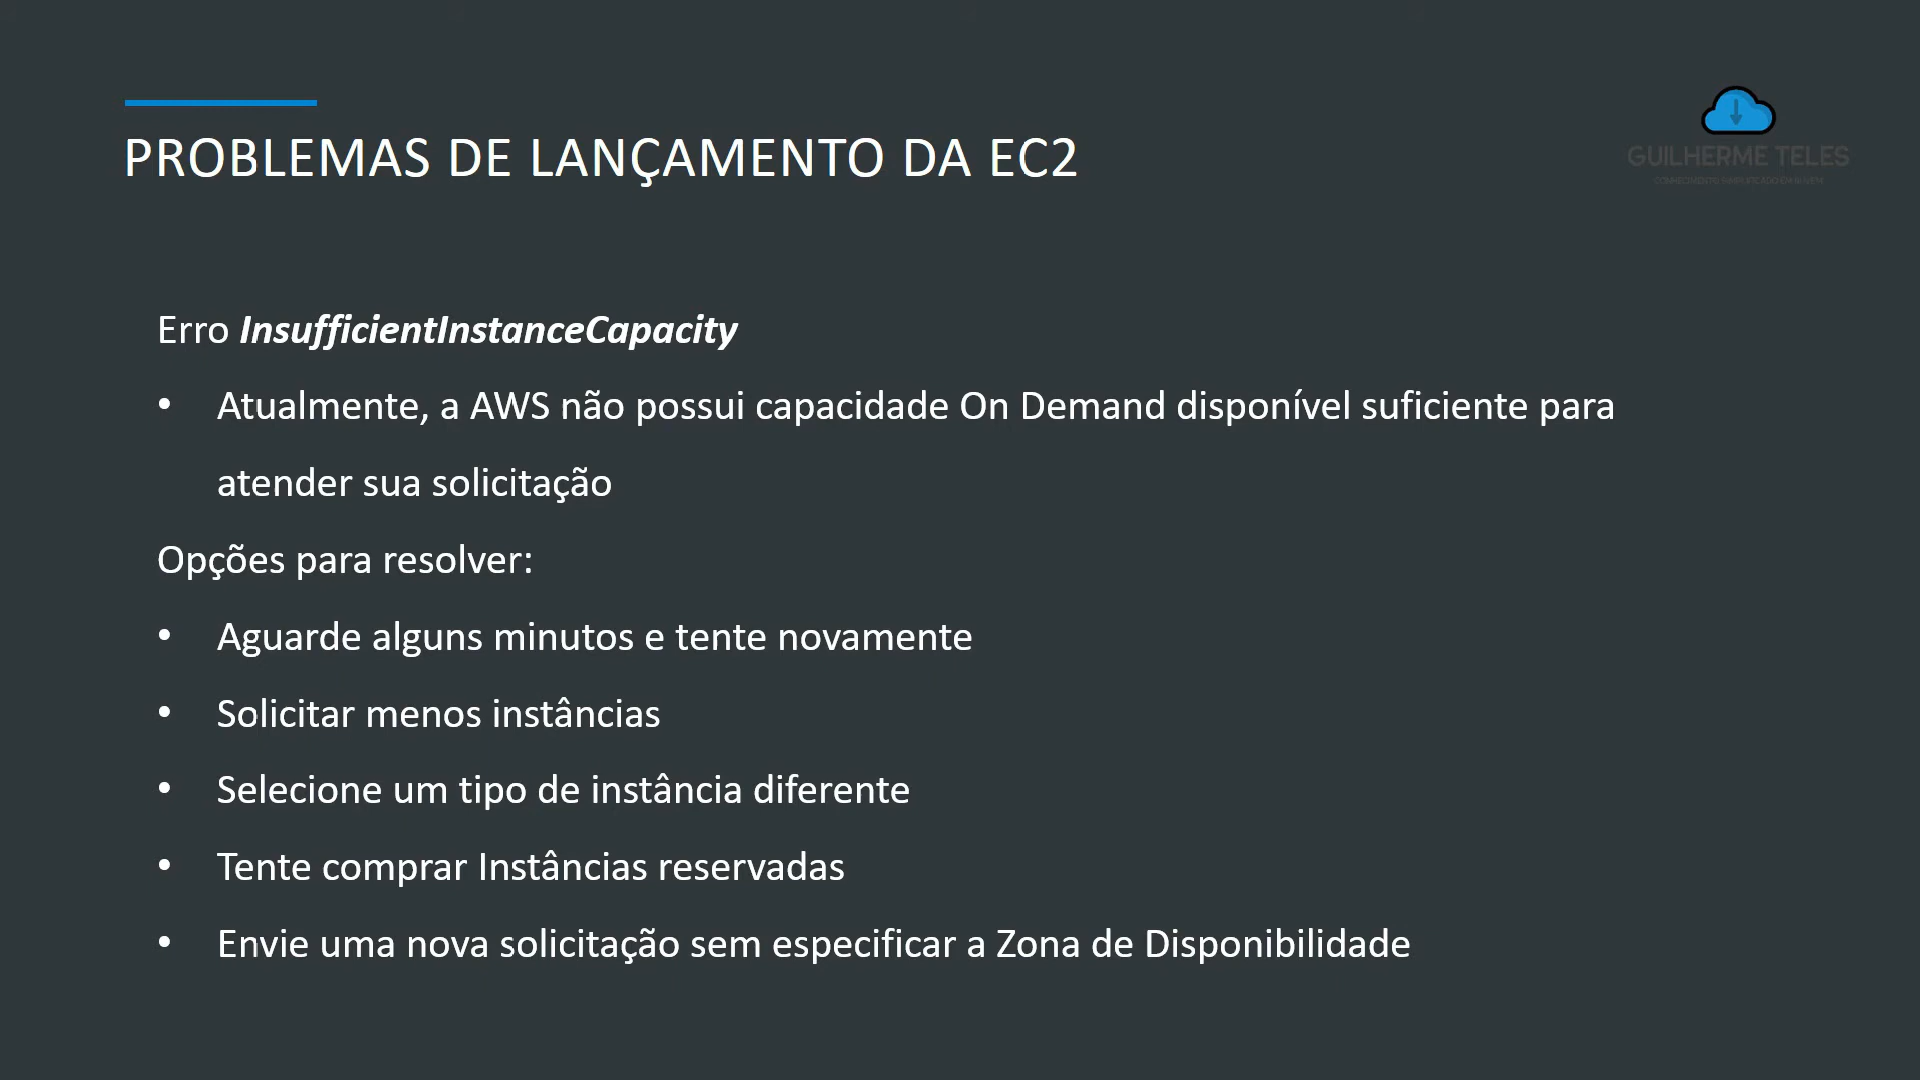 PROBLEMAS DE LANÇAMENTO DA EC2
GUILHERME TELES
Erro InsufficientInstanceCapacity
• Atualmente, a AWS não possui capacidade On Demand disponível suficiente para
atender sua solicitação
Opções para resolver:
• Aguarde alguns minutos e tente novamente
• Solicitar menos instâncias
• Selecione um tipo de instância diferente
• Tente comprar Instâncias reservadas
• Envie uma nova solicitação sem especificar a Zona de Disponibilidade